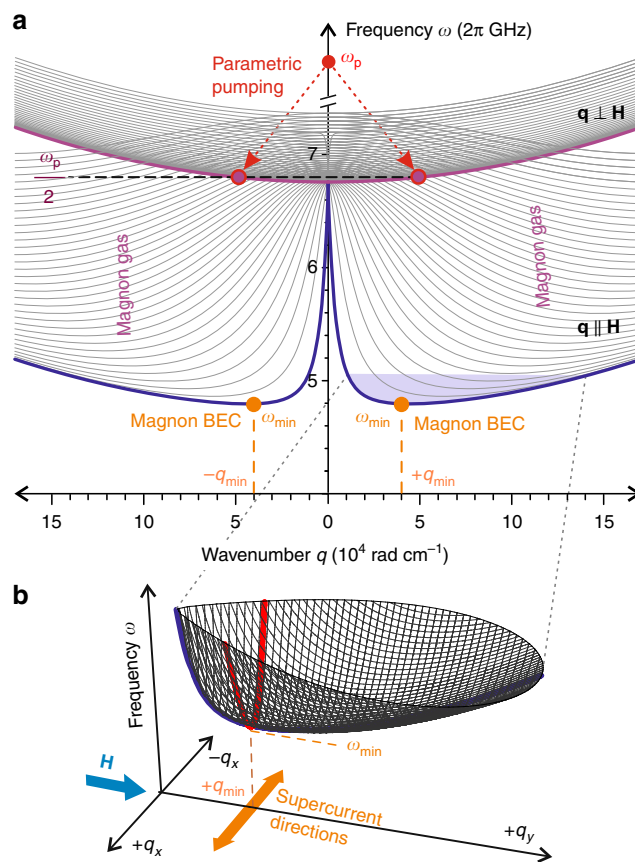 a
Frequency ω (2π GHz)
Parametric
pumping
ωp
q ⊥ H
7
ωp
2
Magnon gas
Magnon gas
6
q ∥ H
5
Magnon BEC
ωmin
ωmin
Magnon BEC
−qmin
+qmin
15 10 5 0 5 10 15
Wavenumber q (10⁴ rad cm⁻¹)
b
Frequency ω
ωmin
H
−qx
+qmin
Supercurrent
directions
+qx
+qy